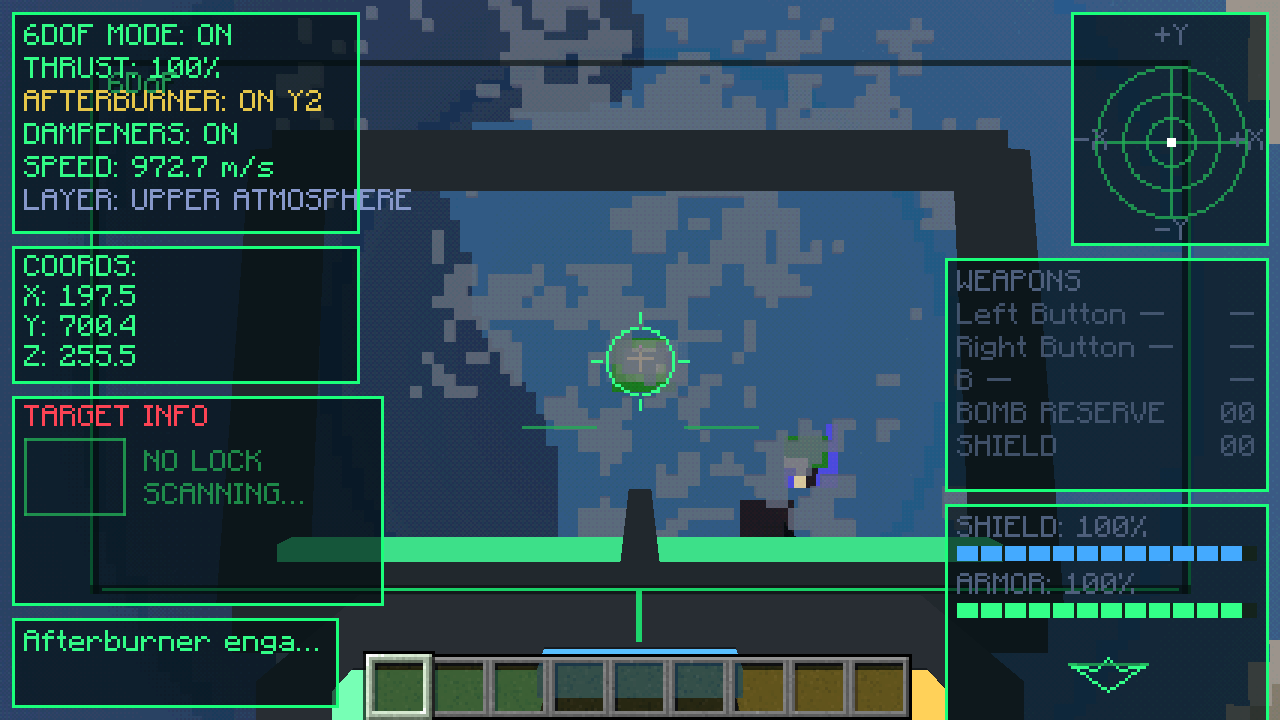 6DOF MODE: ON
THRUST: 100%
6Dof
AFTERBURNER: ON Y2
DAMPENERS: ON
SPEED: 972.7 m/s
LAYER: UPPER ATMOSPHERE
COORDS:
X: 197.5
Y: 700.4
Z: 255.5
TARGET INFO
NO LOCK
SCANNING...
Afterburner enga...
+Y
-X +X
-Y
WEAPONS
Left Button — —
Right Button — —
B — —
BOMB RESERVE 00
SHIELD 00
SHIELD: 100%
ARMOR: 100%